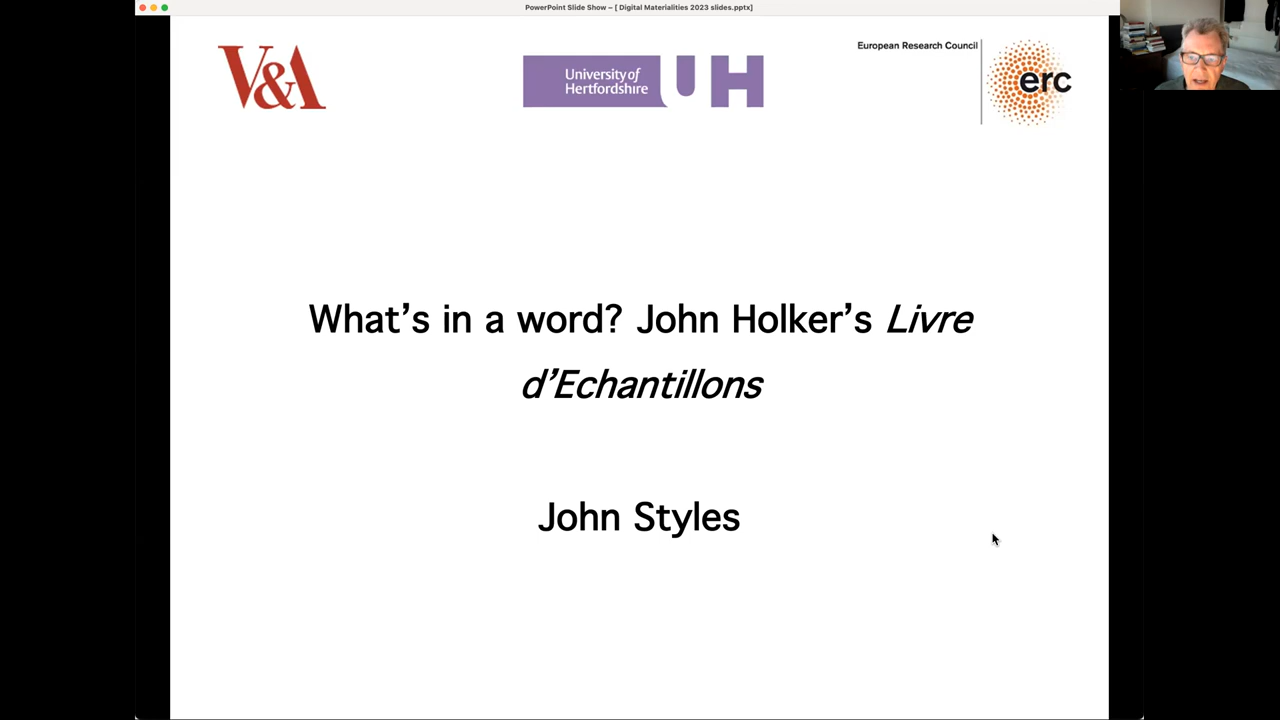 PowerPoint Slide Show – [ Digital Materialities 2023 slides.pptx]
V&A
University of
Hertfordshire
UH
European Research Council
erc
What’s in a word? John Holker’s Livre
d’Echantillons
John Styles